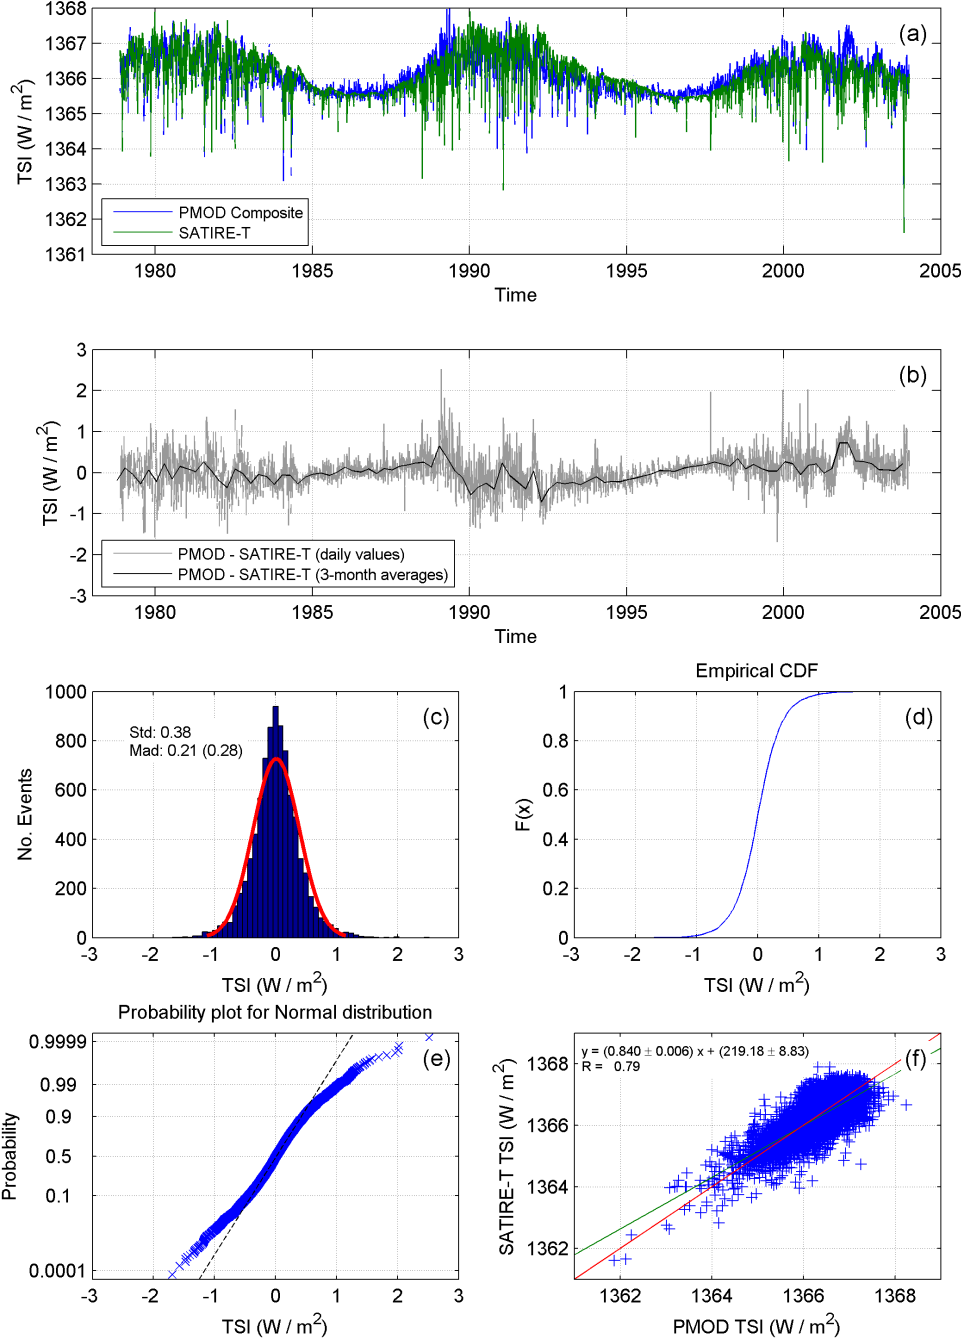 1368
1367
1366
1365
1364
1363
1362
1361
TSI (W / m²)
(a)
PMOD Composite
SATIRE-T
1980 1985 1990 1995 2000 2005
Time
3
2
1
0
-1
-2
-3
TSI (W / m²)
(b)
PMOD - SATIRE-T (daily values)
PMOD - SATIRE-T (3-month averages)
1980 1985 1990 1995 2000 2005
Time
1000
800
600
400
200
0
No. Events
(c)
Std: 0.38
Mad: 0.21 (0.28)
-3 -2 -1 0 1 2 3
TSI (W / m²)
Empirical CDF
1
0.8
0.6
0.4
0.2
0
F(x)
(d)
-3 -2 -1 0 1 2 3
TSI (W / m²)
Probability plot for Normal distribution
0.9999
0.99
0.9
0.5
0.1
0.0001
Probability
(e)
-3 -2 -1 0 1 2 3
TSI (W / m²)
1368
1366
1364
1362
SATIRE-T TSI (W / m²)
y = (0.840 ± 0.006) x + (219.18 ± 8.83)
R = 0.79
(f)
1362 1364 1366 1368
PMOD TSI (W / m²)